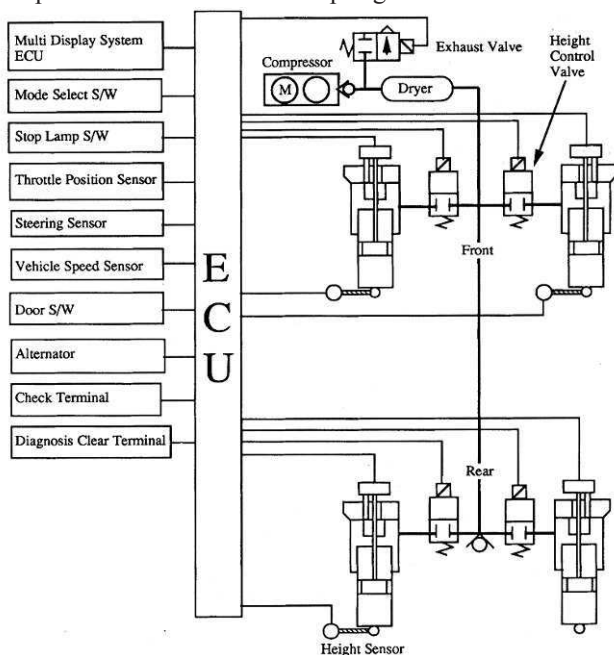 Multi Display System
ECU
Mode Select S/W
Stop Lamp S/W
Throttle Position Sensor
Steering Sensor
Vehicle Speed Sensor
Door S/W
Alternator
Check Terminal
Diagnosis Clear Terminal
E
C
U
Compressor
M
Exhaust Valve
Dryer
Height
Control
Valve
Front
Rear
Height Sensor